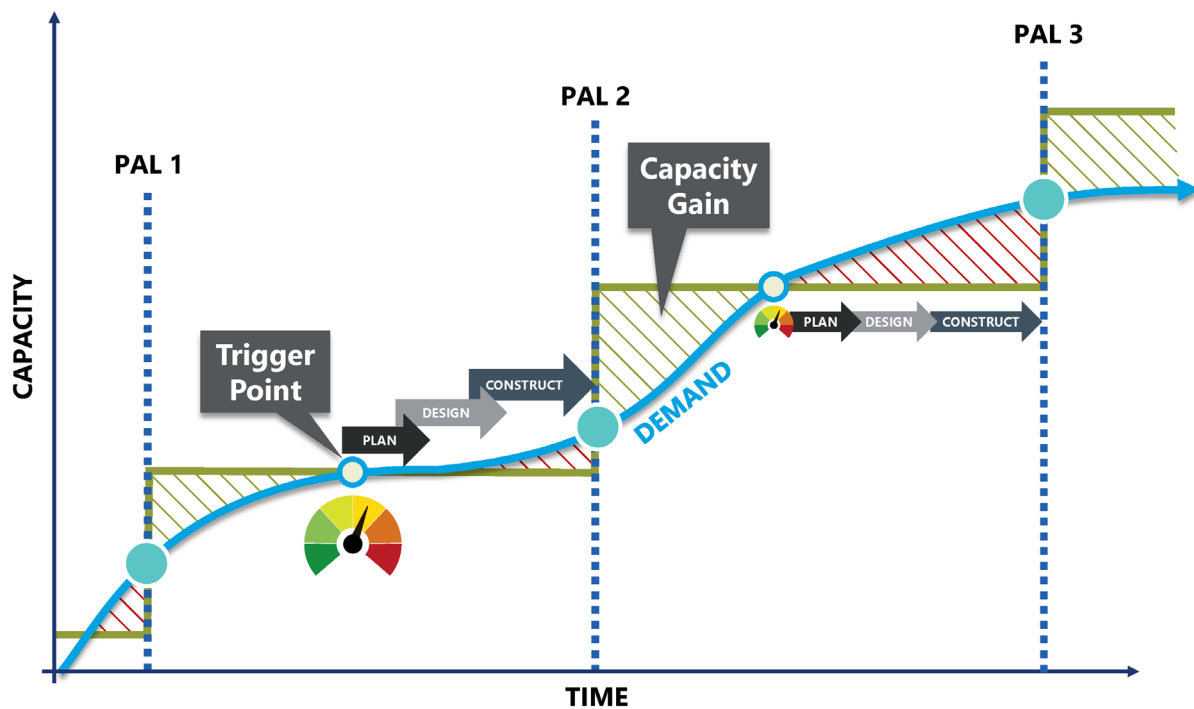 PAL 3
PAL 2
PAL 1
Capacity
Gain
CAPACITY
Trigger
Point
PLAN
DESIGN
CONSTRUCT
DEMAND
PLAN
DESIGN
CONSTRUCT
TIME